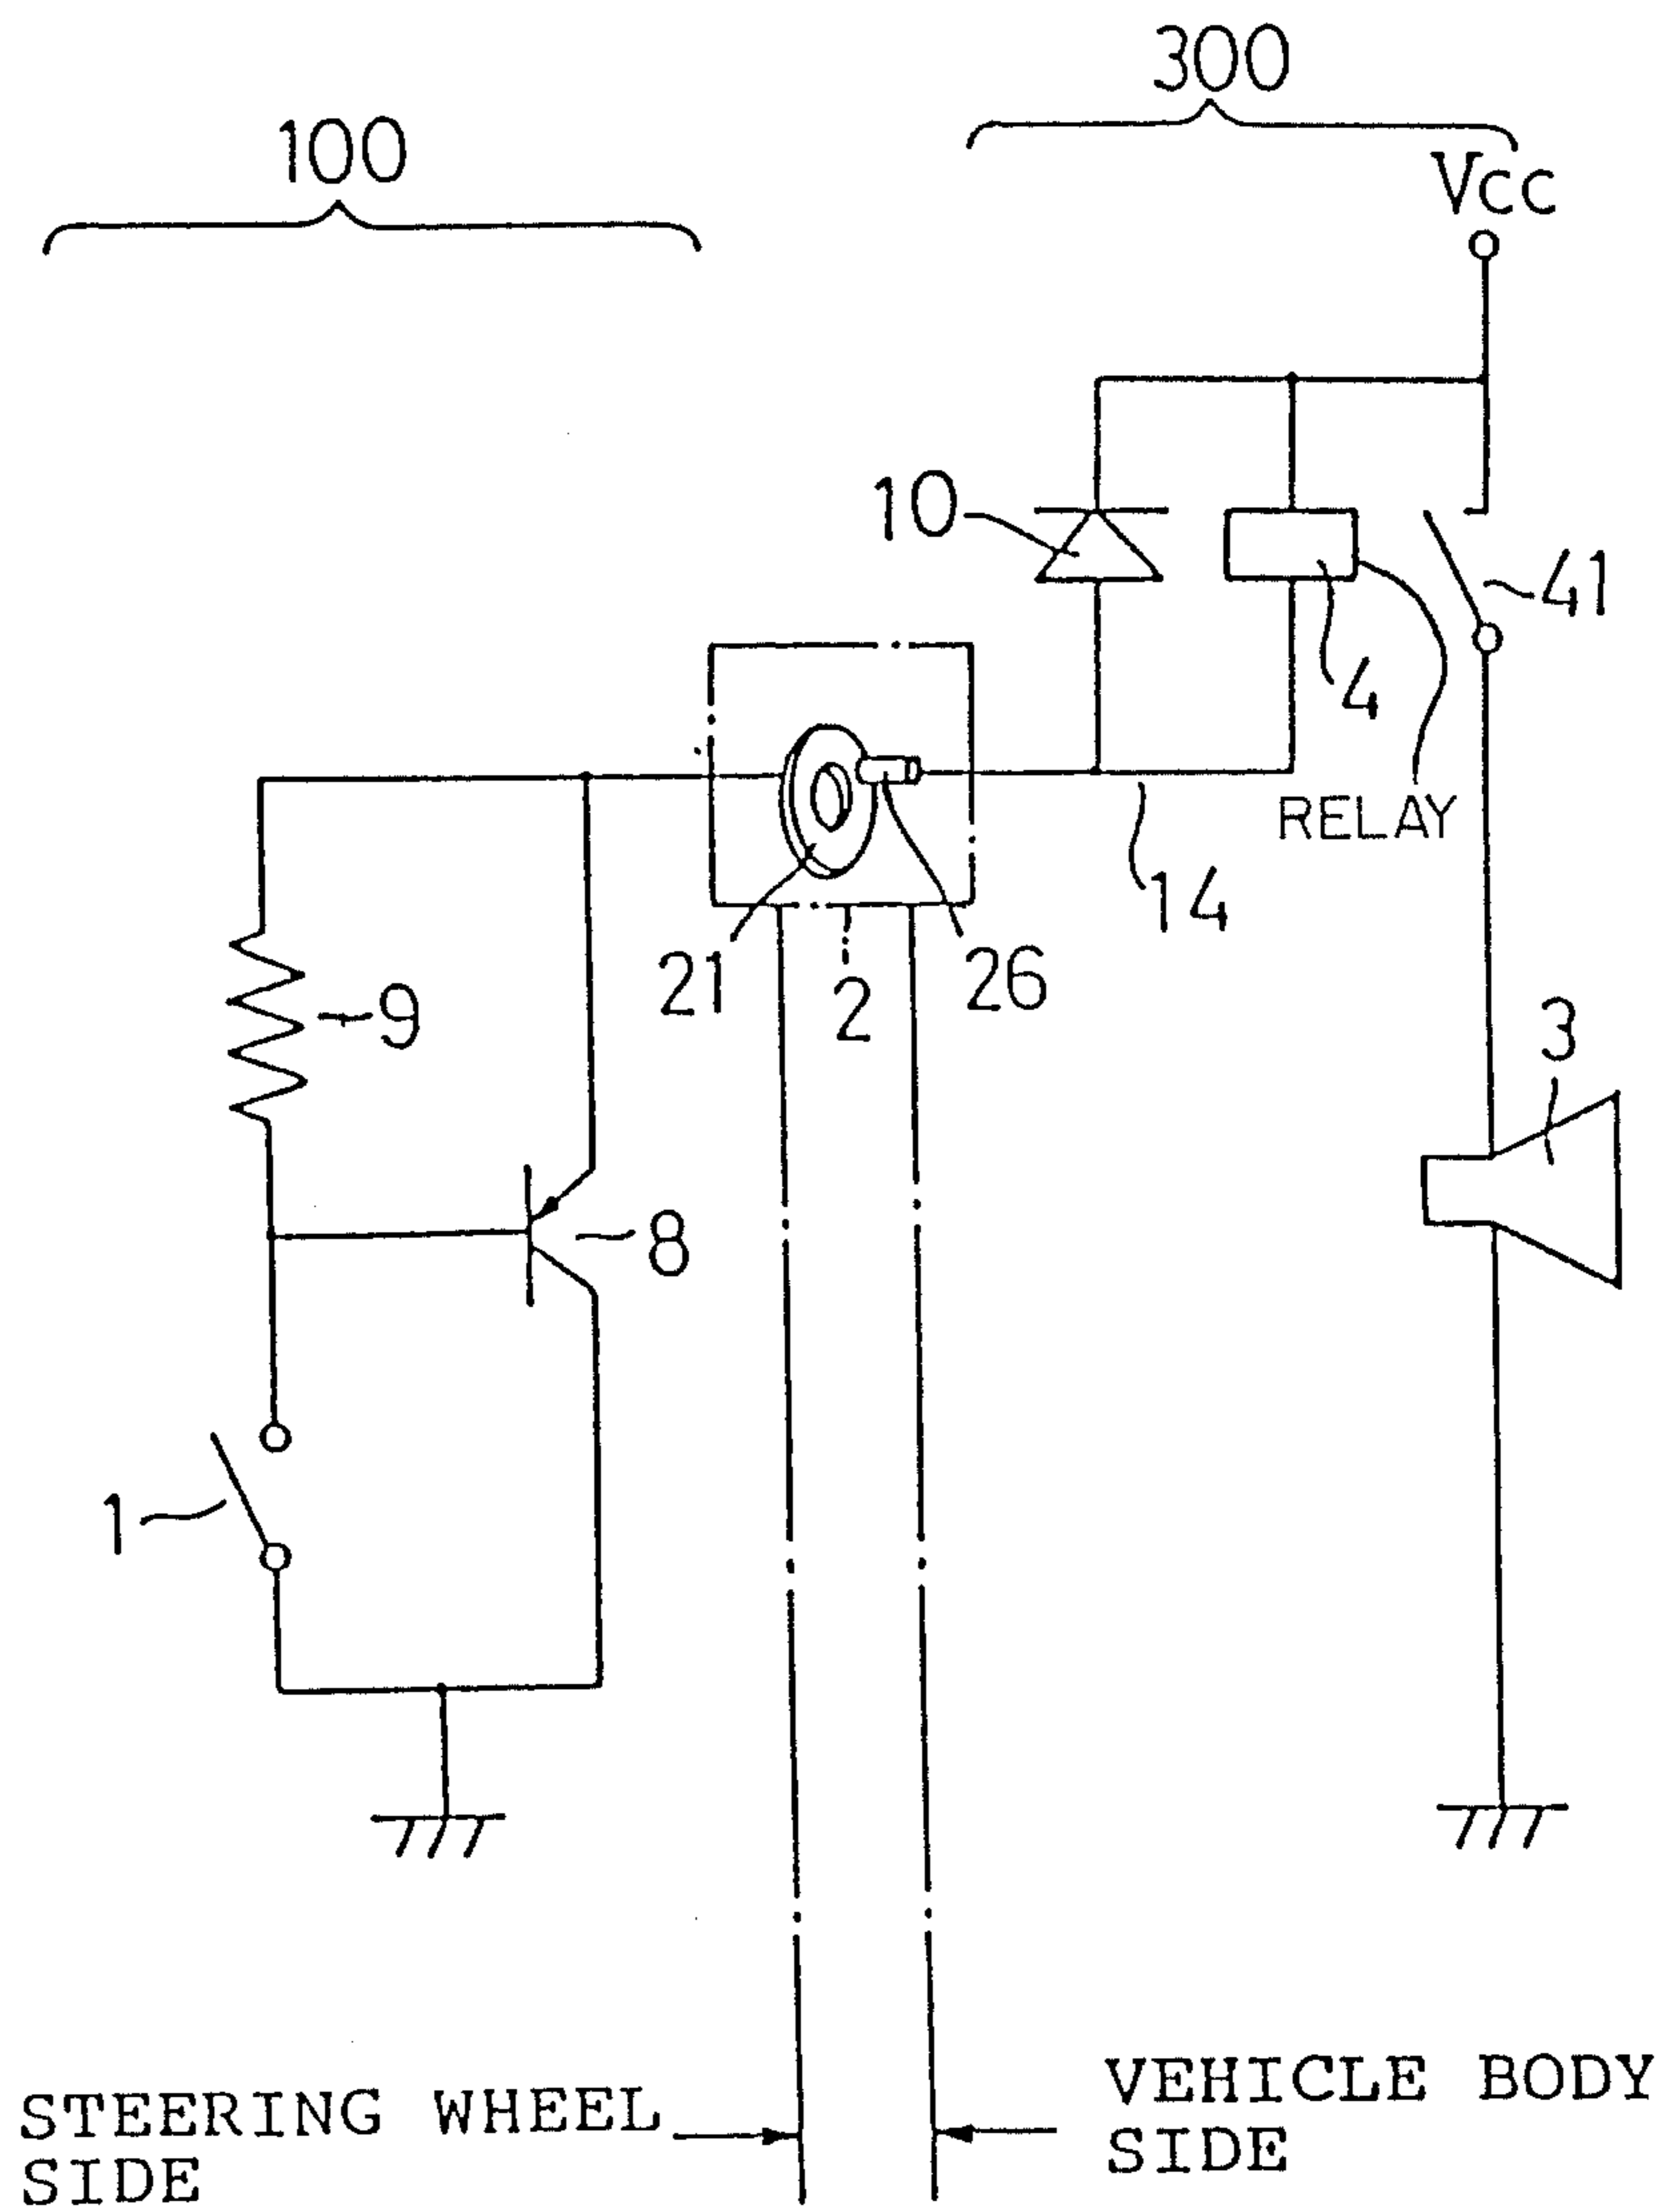 300
100
Vcc
10
41
4
RELAY
14
21
2
26
9
3
8
1
STEERING WHEEL
SIDE
VEHICLE BODY
SIDE